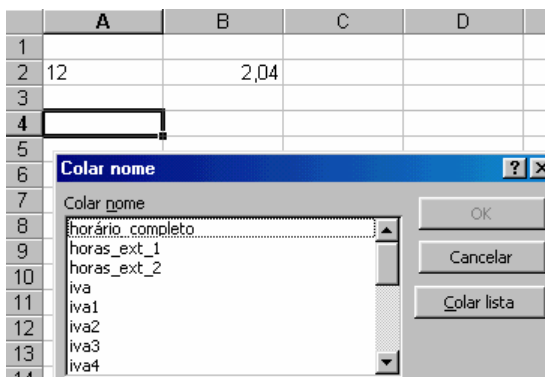 A B C D
1
2 12 2,04
3
4
5
6 Colar nome ? X
7 Colar nome
8 horário_completo OK
9 horas_ext_1
horas_ext_2 Cancelar
10 iva
11 iva1 Colar lista
12 iva2
13 iva3
14 iva4